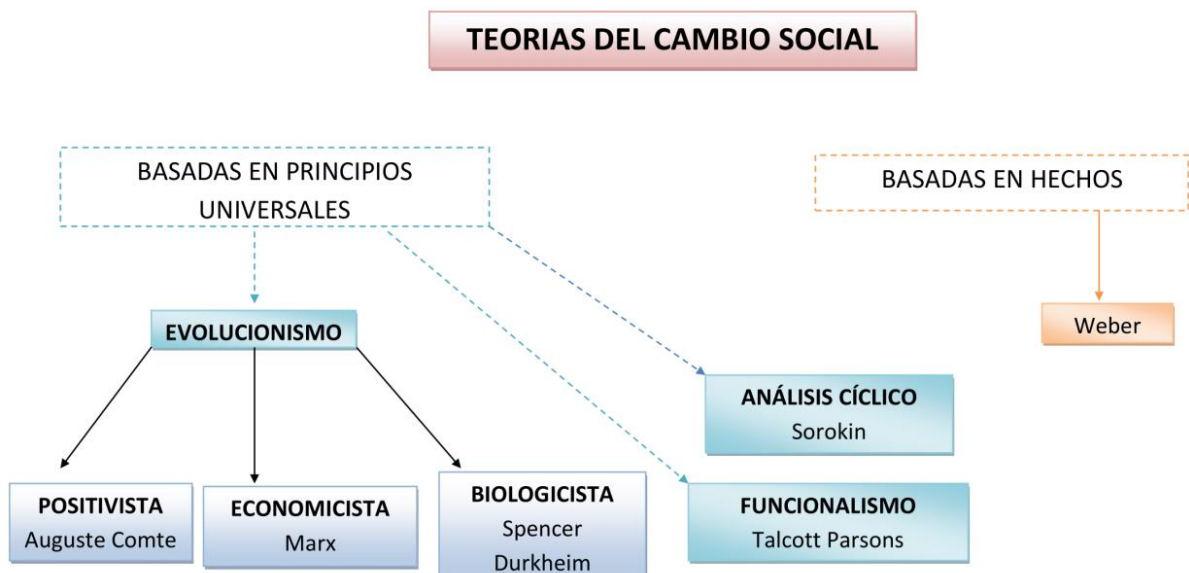 TEORIAS DEL CAMBIO SOCIAL
BASADAS EN PRINCIPIOS
UNIVERSALES
BASADAS EN HECHOS
EVOLUCIONISMO
Weber
ANÁLISIS CÍCLICO
Sorokin
POSITIVISTA
Auguste Comte
ECONOMICISTA
Marx
BIOLOGICISTA
Spencer
Durkheim
FUNCIONALISMO
Talcott Parsons